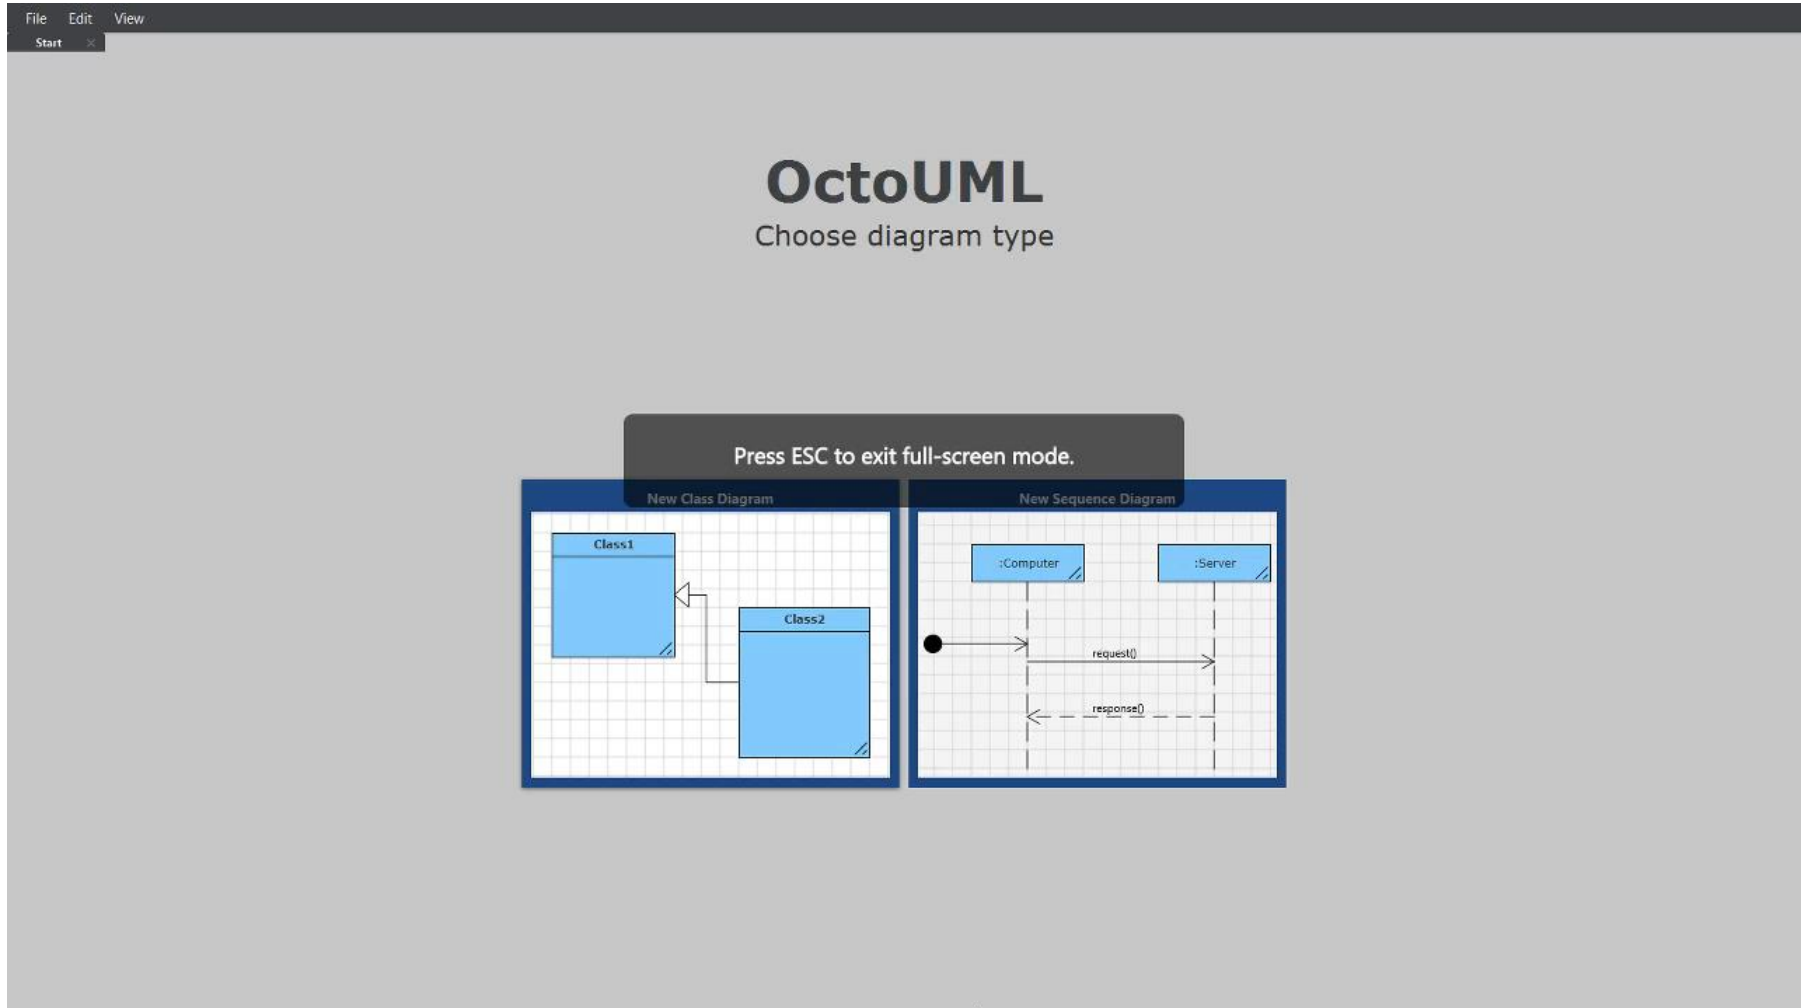 File Edit View
Start
OctoUML
Choose diagram type
Press ESC to exit full-screen mode.
New Class Diagram
New Sequence Diagram
Class1
Class2
:Computer
:Server
request()
response()